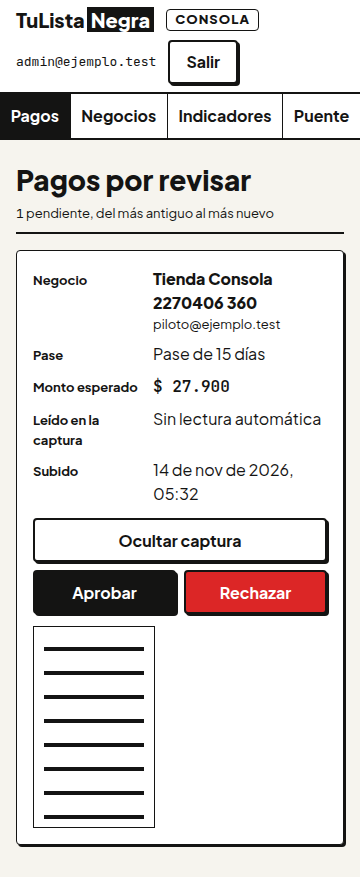 TuLista Negra CONSOLA
admin@ejemplo.test Salir
Pagos Negocios Indicadores Puente
Pagos por revisar
1 pendiente, del más antiguo al más nuevo
Negocio Tienda Consola
2270406 360
piloto@ejemplo.test
Pase Pase de 15 días
Monto esperado $ 27.900
Leído en la captura Sin lectura automática
Subido 14 de nov de 2026,
05:32
Ocultar captura
Aprobar Rechazar